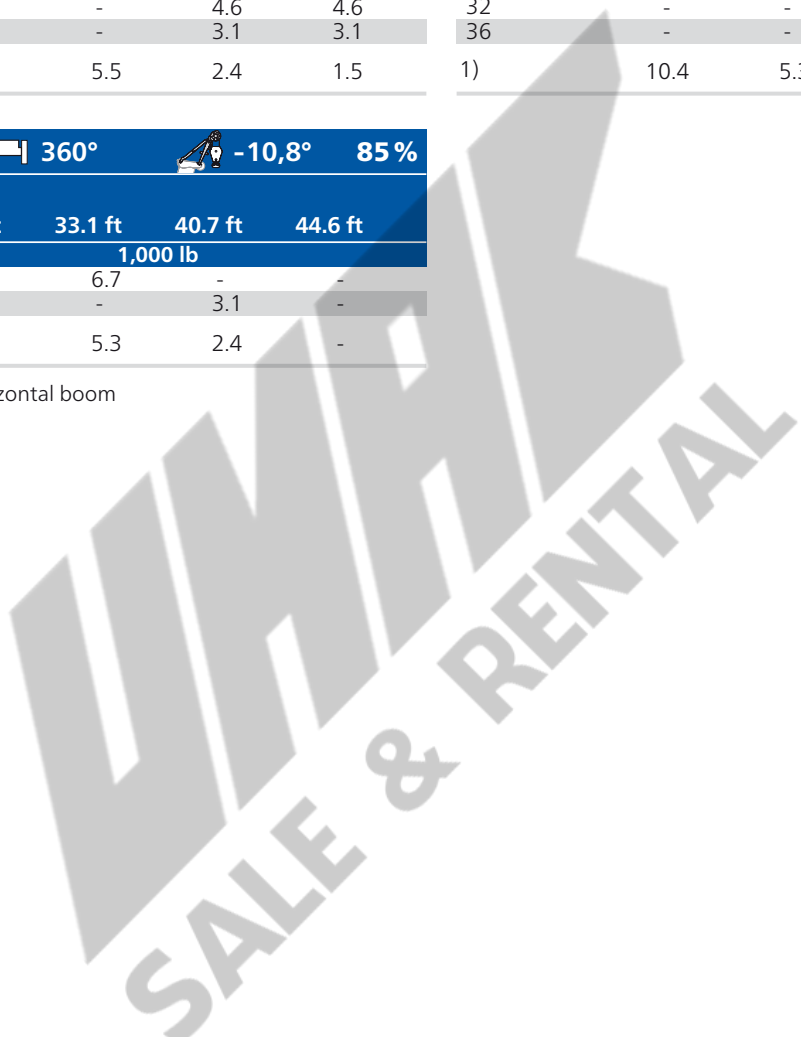 - 4.6 4.6
- 3.1 3.1
5.5 2.4 1.5
32 - -
36 - -
1) 10.4
360° -10,8° 85 %
33.1 ft 40.7 ft 44.6 ft
1,000 lb
6.7 - -
- 3.1 -
5.3 2.4 -
boom
UMAK
SALE & RENTAL